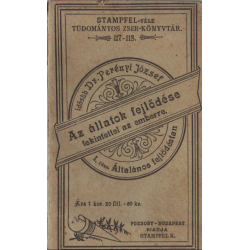 STAMPFEL-FÉLE
TUDOMÁNYOS ZSEB-KÖNYVTÁR.
117-118.
Idősbb Dr. Perényi József
I.
Az állatok fejlődése
tekintettel az emberre.
I. rész: Általános fejlődéstan
Ára 1 kor. 20 fill. = 60 kr.
POZSONY-BUDAPEST.
KIADJA
STAMPFEL K.